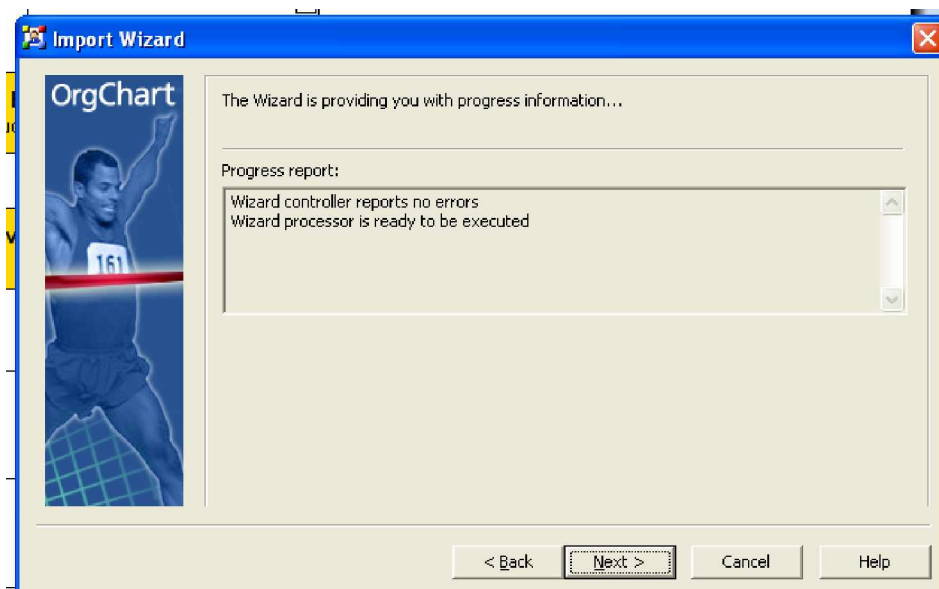 Import Wizard
OrgChart
161
The Wizard is providing you with progress information...
Progress report:
Wizard controller reports no errors
Wizard processor is ready to be executed
< Back
Next >
Cancel
Help